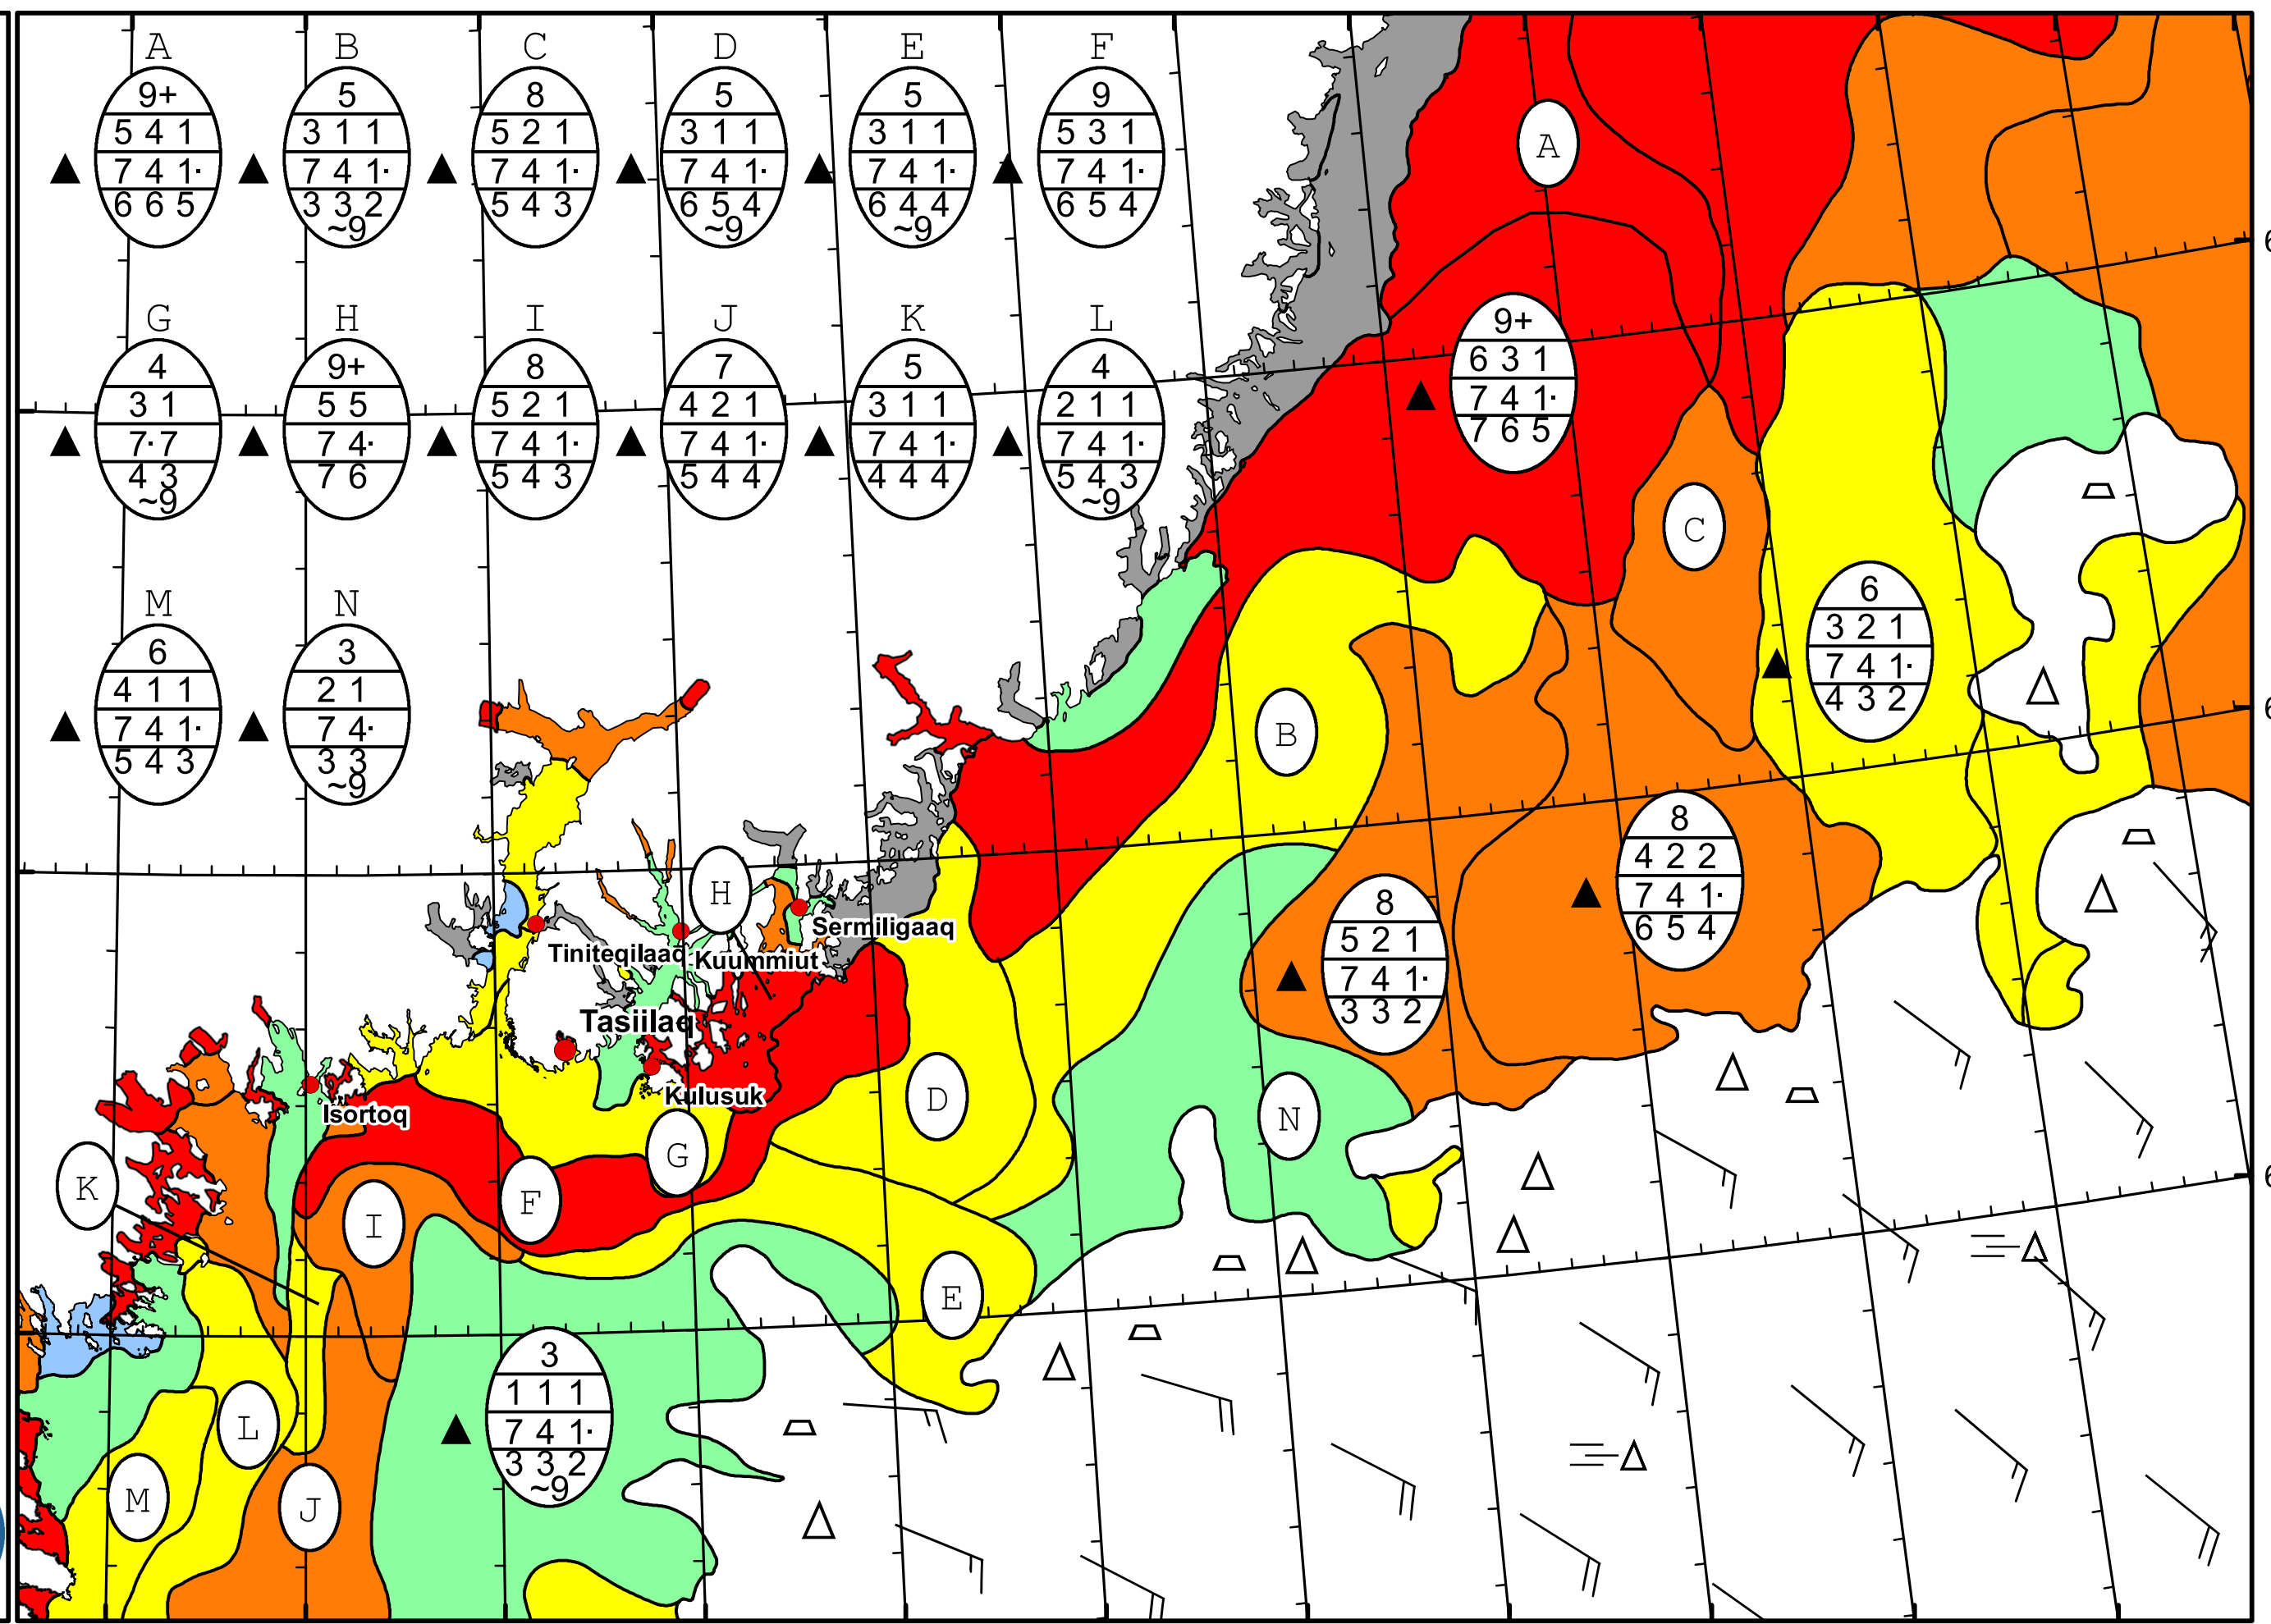 A B C D E F
9+ 5 8 5 5 9
5 4 1 3 1 1 5 2 1 3 1 1 3 1 1 5 3 1
7 4 1· 7 4 1· 7 4 1· 7 4 1· 7 4 1· 7 4 1·
6 6 5 3 3 2 5 4 3 6 5 4 6 4 4 6 5 4
~9 ~9 ~9
G H I J K L
4 9+ 8 7 5 4
3 1 5 5 5 2 1 4 2 1 3 1 1 2 1 1
7·7 7 4· 7 4 1· 7 4 1· 7 4 1· 7 4 1·
4 3 7 6 5 4 3 5 4 4 4 4 4 5 4 3
~9 ~9
M N
6 3
4 1 1 2 1
7 4 1· 7 4·
5 4 3 3 3
~9
A
6
9+
6 3 1
7 4 1·
7 6 5
C
6
3 2 1
7 4 1·
4 3 2
6
B
8
4 2 2
7 4 1·
6 5 4
8
5 2 1
7 4 1·
3 3 2
H
Sermiligaaq
Tiniteqilaaq
Kuummiut
Tasiilaq
Kulusuk
Isortoq
D
N
G
6
K
F
I
E
3
1 1 1
7 4 1·
3 3 2
~9
L
M
J